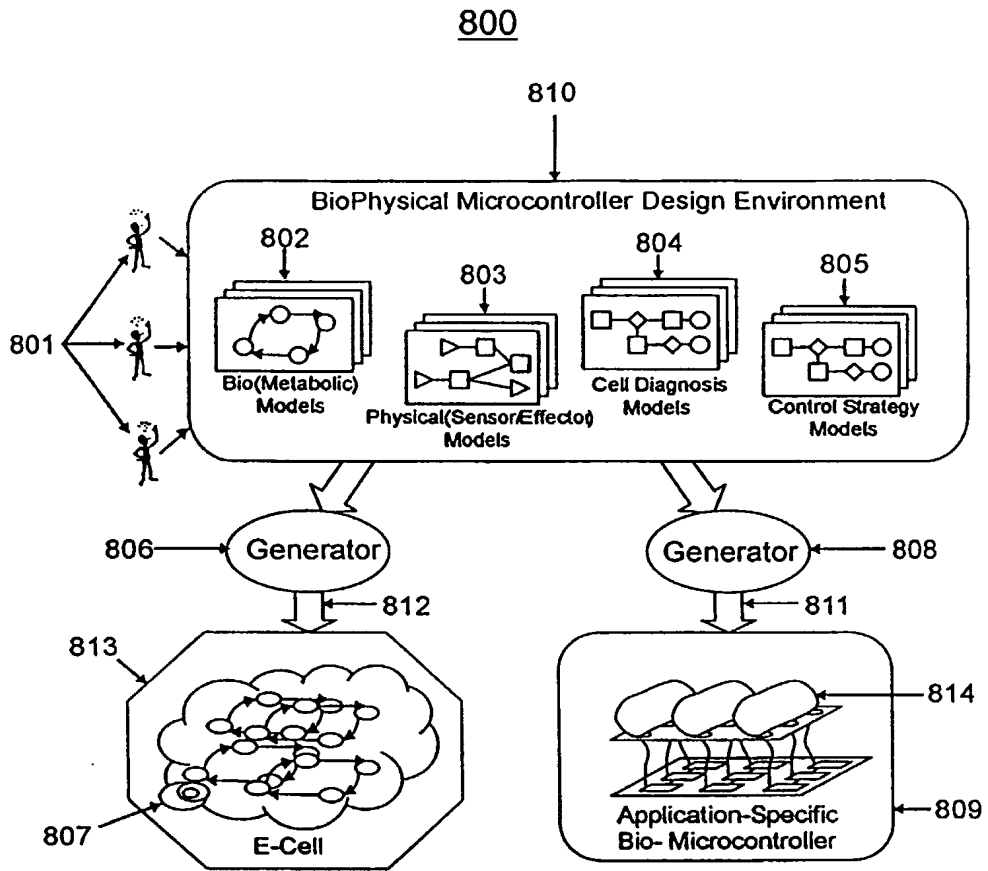 800
810
BioPhysical Microcontroller Design Environment
802
803
804
805
801
Bio(Metabolic)
Models
Physical(Sensor/Effector)
Models
Cell Diagnosis
Models
Control Strategy
Models
806
Generator
Generator
808
812
811
813
814
807
E-Cell
Application-Specific
Bio- Microcontroller
809